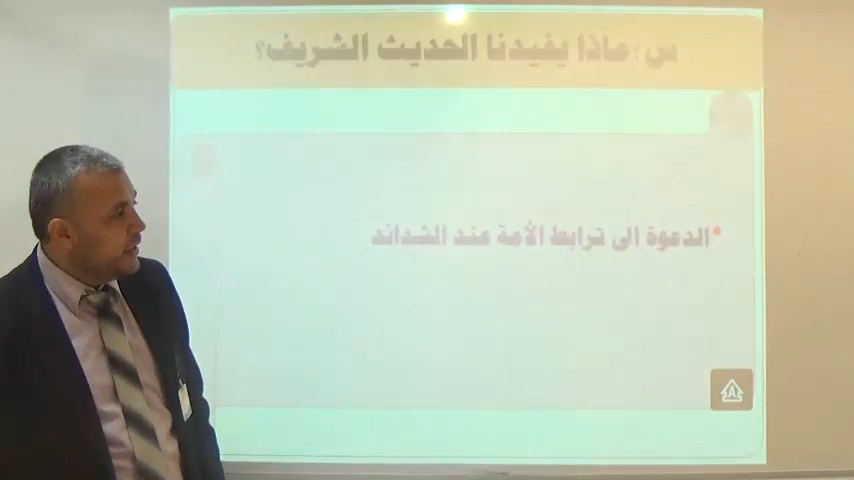 س: ماذا يفيدنا الحديث الشريف؟
• الدعوة الى ترابط الأمة عند الشدائد